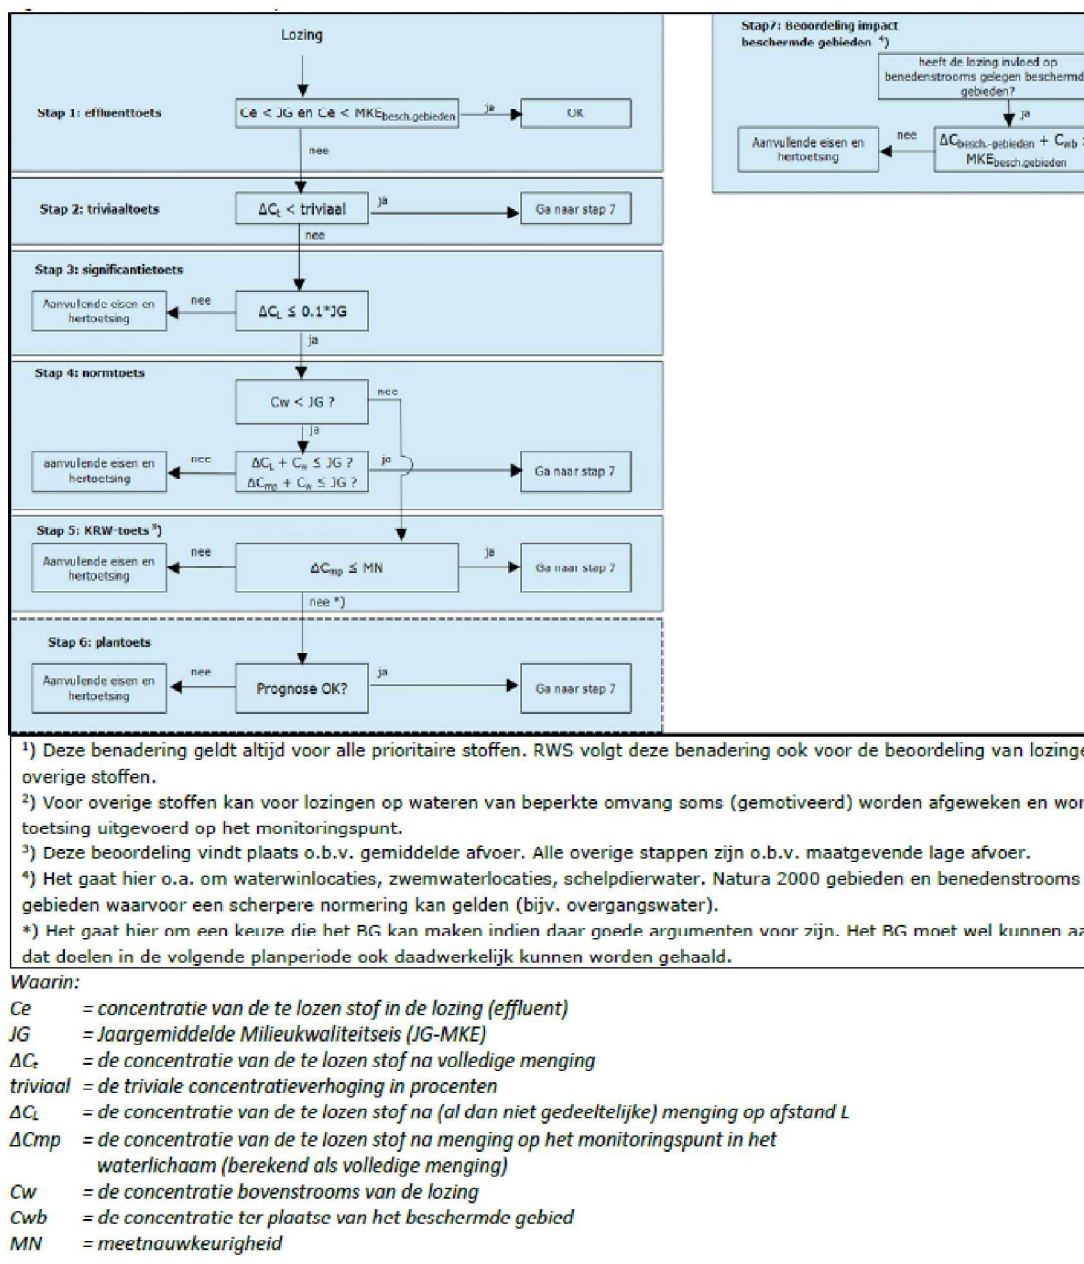 Lozing
Stap 1: effluenttoets
Ce < JG en Ce < MKEbesch.gebieden
ja
OK
nee
Stap 2: triviaaltoets
ΔCt < triviaal
ja
Ga naar stap 7
nee
Stap 3: significantietoets
Aanvullende eisen en
hertoetsing
nee
ΔCL ≤ 0.1*JG
ja
Stap 4: normtoets
Cw < JG ?
nee
ja
aanvullende eisen en
hertoetsing
nee
ΔCL + Cw ≤ JG ?
ΔCmp + Cw ≤ JG ?
ja
Ga naar stap 7
Stap 5: KRW-toets ³)
Aanvullende eisen en
hertoetsing
nee
ΔCmp ≤ MN
ja
Ga naar stap 7
nee *)
Stap 6: plantoets
Aanvullende eisen en
hertoetsing
nee
Prognose OK?
ja
Ga naar stap 7
Stap7: Beoordeling impact
beschermde gebieden ⁴)
heeft de lozing invloed op
benedenstrooms gelegen beschermd
gebieden?
ja
Aanvullende eisen en
hertoetsing
nee
ΔCbesch.-gebieden + Cwb
MKEbesch.gebieden
¹) Deze benadering geldt altijd voor alle prioritaire stoffen. RWS volgt deze benadering ook voor de beoordeling van lozinge
overige stoffen.
²) Voor overige stoffen kan voor lozingen op wateren van beperkte omvang soms (gemotiveerd) worden afgeweken en wor
toetsing uitgevoerd op het monitoringspunt.
³) Deze beoordeling vindt plaats o.b.v. gemiddelde afvoer. Alle overige stappen zijn o.b.v. maatgevende lage afvoer.
⁴) Het gaat hier o.a. om waterwinlocaties, zwemwaterlocaties, schelpdierwater. Natura 2000 gebieden en benedenstrooms
gebieden waarvoor een scherpere normering kan gelden (bijv. overgangswater).
*) Het gaat hier om een keuze die het BG kan maken indien daar goede argumenten voor zijn. Het BG moet wel kunnen aa
dat doelen in de volgende planperiode ook daadwerkelijk kunnen worden gehaald.
Waarin:
Ce = concentratie van de te lozen stof in de lozing (effluent)
JG = Jaargemiddelde Milieukwaliteitseis (JG-MKE)
ΔCt = de concentratie van de te lozen stof na volledige menging
triviaal = de triviale concentratieverhoging in procenten
ΔCL = de concentratie van de te lozen stof na (al dan niet gedeeltelijke) menging op afstand L
ΔCmp = de concentratie van de te lozen stof na menging op het monitoringspunt in het
waterlichaam (berekend als volledige menging)
Cw = de concentratie bovenstrooms van de lozing
Cwb = de concentratie ter plaatse van het beschermde gebied
MN = meetnauwkeurigheid